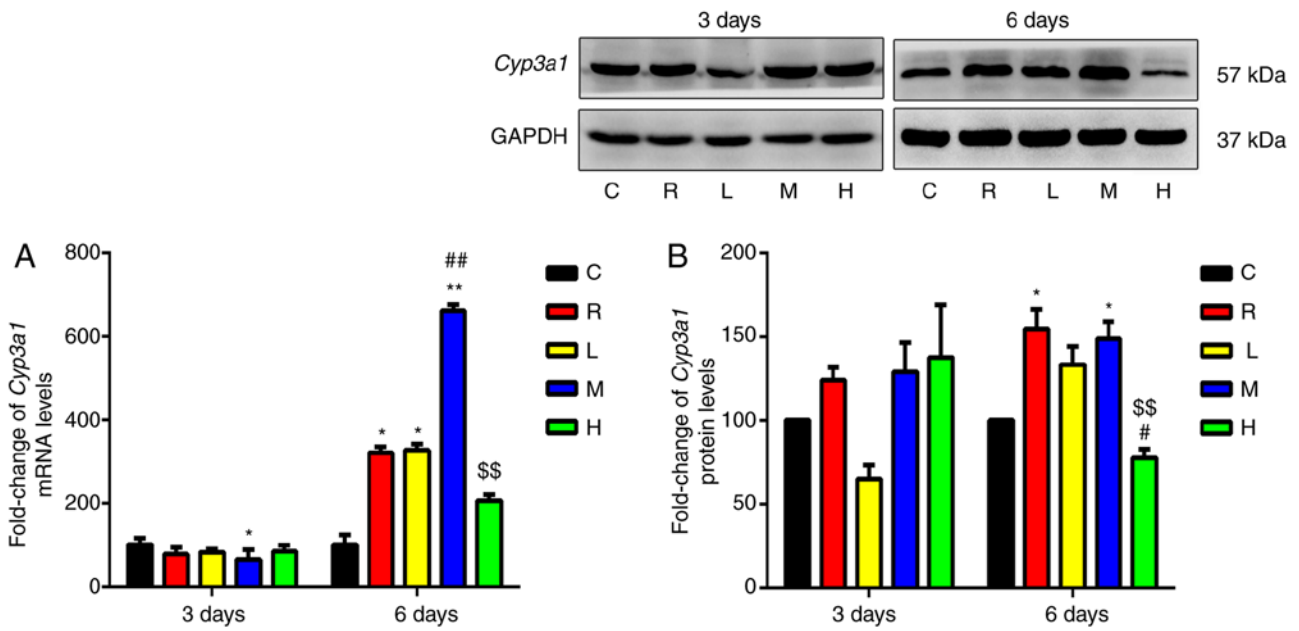 3 days 6 days
Cyp3a1 57 kDa
GAPDH 37 kDa
C R L M H C R L M H
A
Fold-change of Cyp3a1
mRNA levels
800
600
400
200
0
*
*
*
##
**
$$
3 days 6 days
C
R
L
M
H
B
Fold-change of Cyp3a1
protein levels
200
150
100
50
0
*
*
$$
#
3 days 6 days
C
R
L
M
H